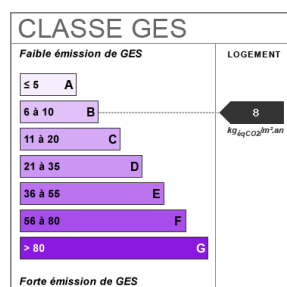 CLASSE GES
Faible émission de GES
LOGEMENT
≤ 5 A
6 à 10 B
8
kgéqCO2/m².an
11 à 20 C
21 à 35 D
36 à 55 E
56 à 80 F
> 80 G
Forte émission de GES